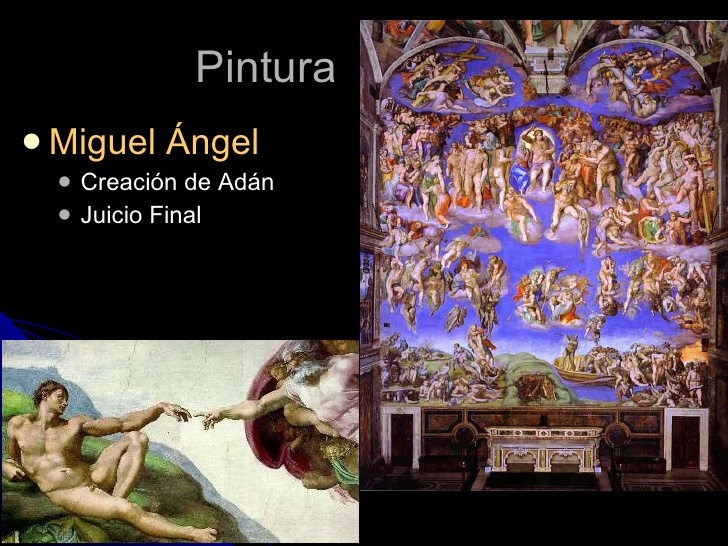 Pintura
Miguel Ángel
Creación de Adán
Juicio Final